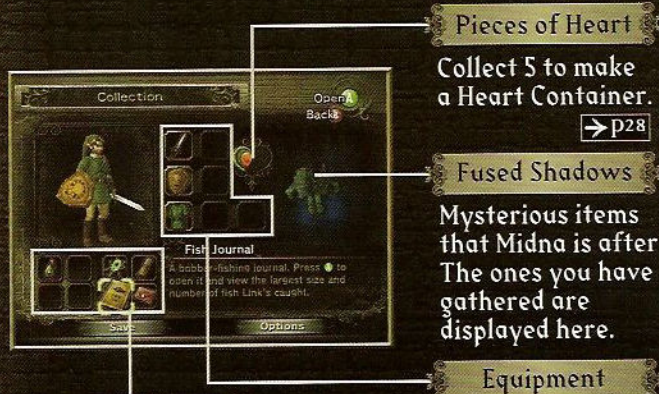 Pieces of Heart
Collect 5 to make
a Heart Container.
→p28
Collection
Open A
Back B
Fused Shadows
Mysterious items
that Midna is after
The ones you have
gathered are
displayed here.
Fish Journal
A bobber-fishing journal. Press A to
open it and view the largest size and
number of fish Link's caught.
Save
Options
Equipment